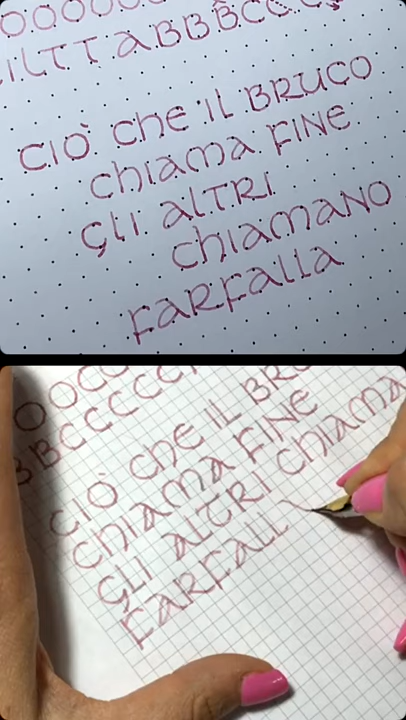 CIÒ CHE IL BRUCO
CHIAMA FINE
GLI ALTRI
CHIAMANO
FARFALLA
CIÒ CHE IL BRU
CHIAMA FINE
GLI ALTRI CHIAMA
FARFALL